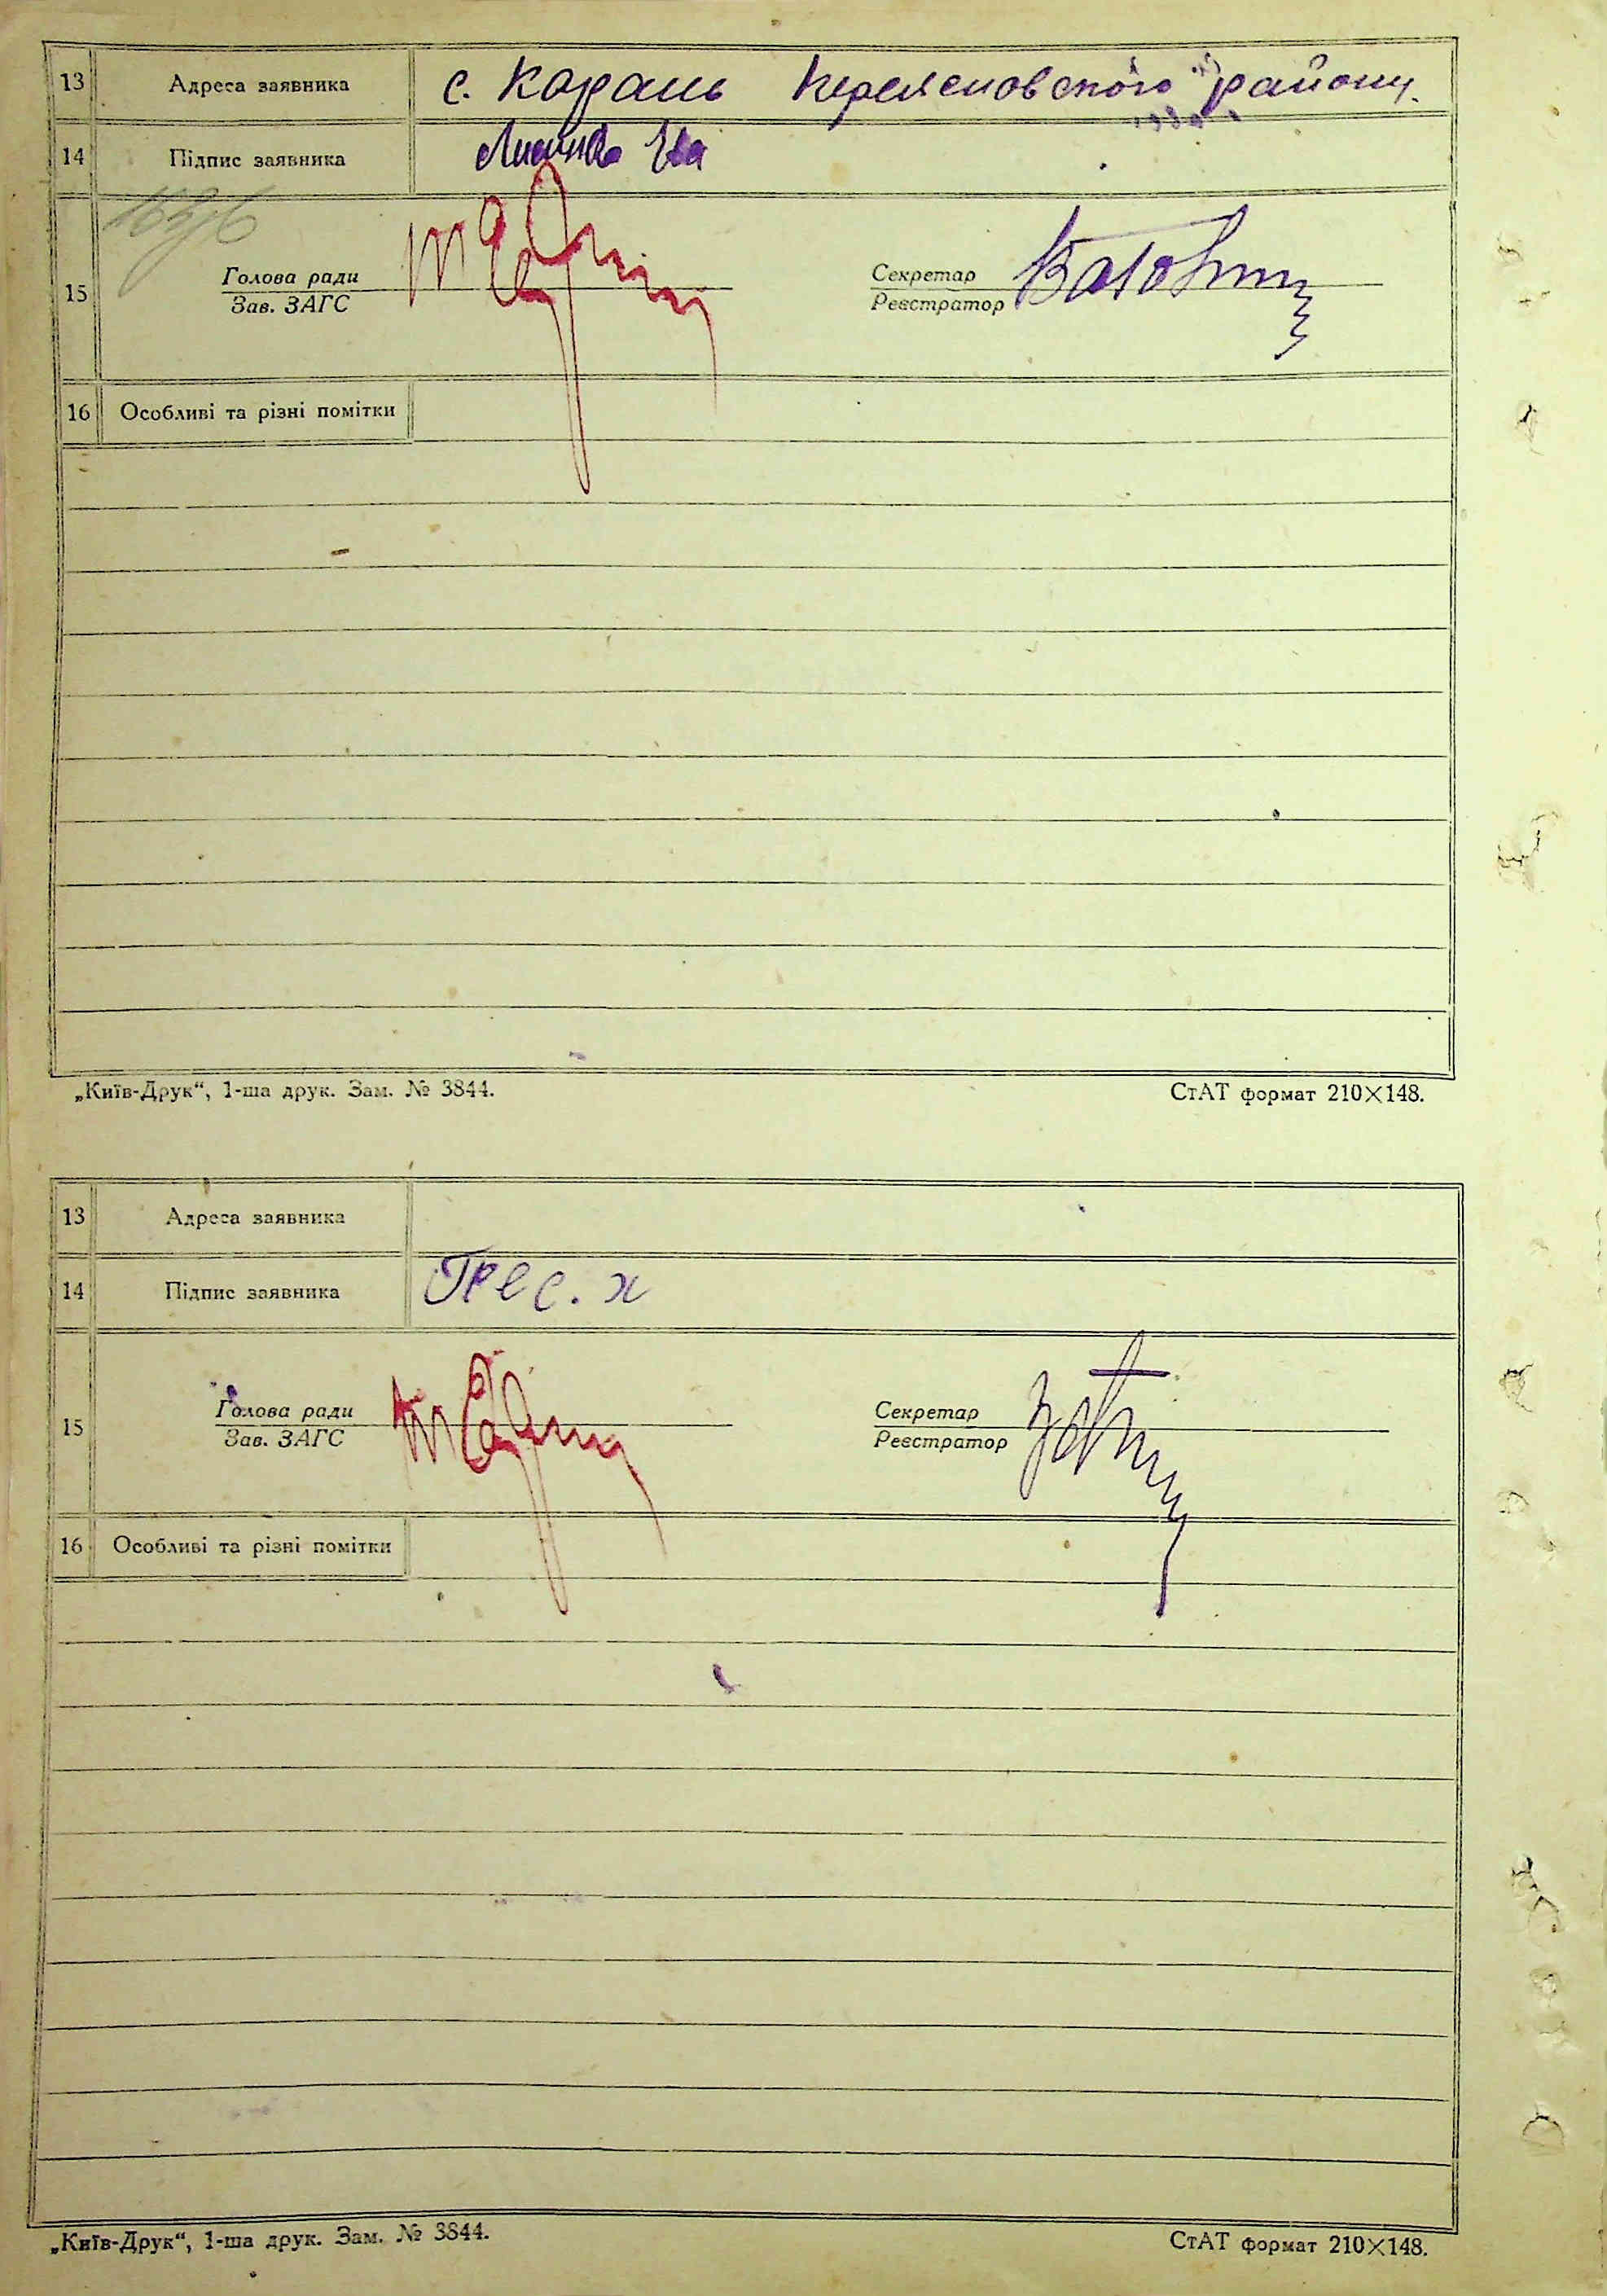 13 Адреса заявника с. Карань Переяславського району.
14 Підпис заявника Ева
15 Голова ради Секретар
Зав. ЗАГС Реєстратор
16 Особливі та різні помітки
„Київ-Друк“, 1-ша друк. Зам. № 3844. СтАТ формат 210×148.
13 Адреса заявника
14 Підпис заявника
15 Голова ради Секретар
Зав. ЗАГС Реєстратор
16 Особливі та різні помітки
„Київ-Друк“, 1-ша друк. Зам. № 3844. СтАТ формат 210×148.